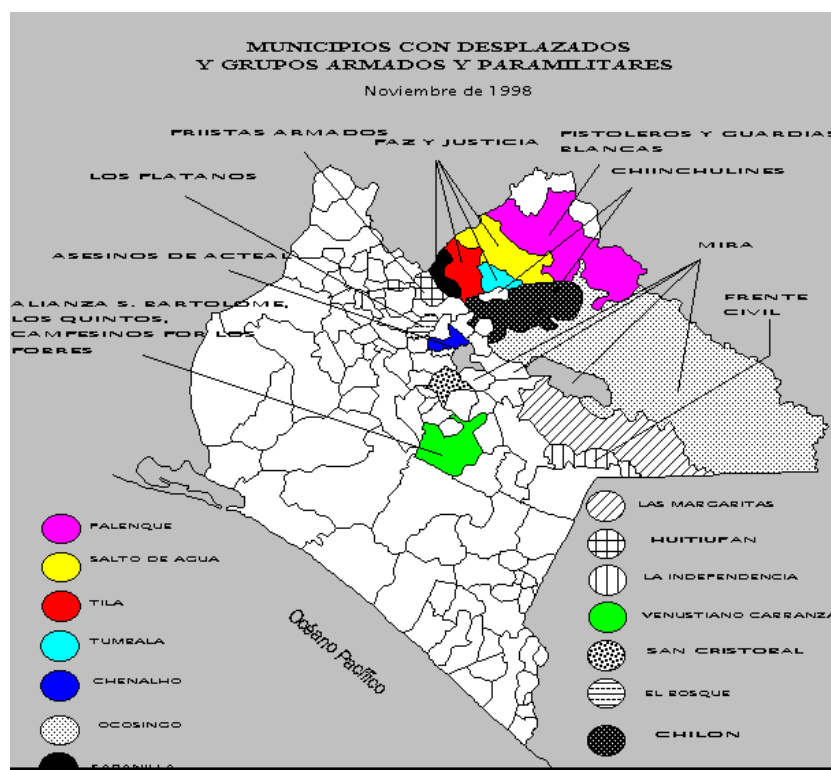 MUNICIPIOS CON DESPLAZADOS
Y GRUPOS ARMADOS Y PARAMILITARES
Noviembre de 1998
PRIISTAS ARMADOS
PAZ Y JUSTICIA
PISTOLEROS Y GUARDIAS
BLANCAS
LOS PLATANOS
CHIINCHULINES
ASESINOS DE ACTEAL
MIRA
ALIANZA S. BARTOLOME,
LOS QUINTOS,
CAMPESINOS POR LOS
POBRES
FRENTE
CIVIL
PALENQUE
SALTO DE AGUA
TILA
TUMBALA
CHENALHO
OCOSINGO
LAS MARGARITAS
HUITIUPAN
LA INDEPENDENCIA
VENUSTIANO CARRANZA
SAN CRISTOBAL
EL BOSQUE
CHILON
Océano Pacífico